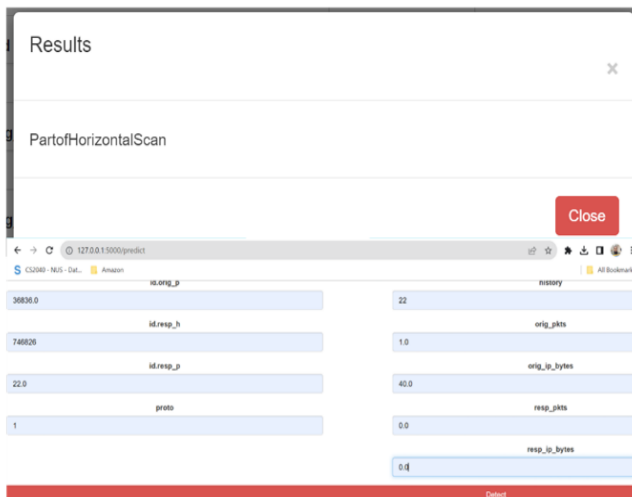 Results
×
PartofHorizontalScan
Close
127.0.0.1:5000/predict
CS2040 - NUS - Dat...
Amazon
All Bookmark
id.orig_p
history
36836.0
22
id.resp_h
orig_pkts
746826
1.0
id.resp_p
orig_ip_bytes
22.0
40.0
proto
resp_pkts
1
0.0
resp_ip_bytes
0.0
Detect